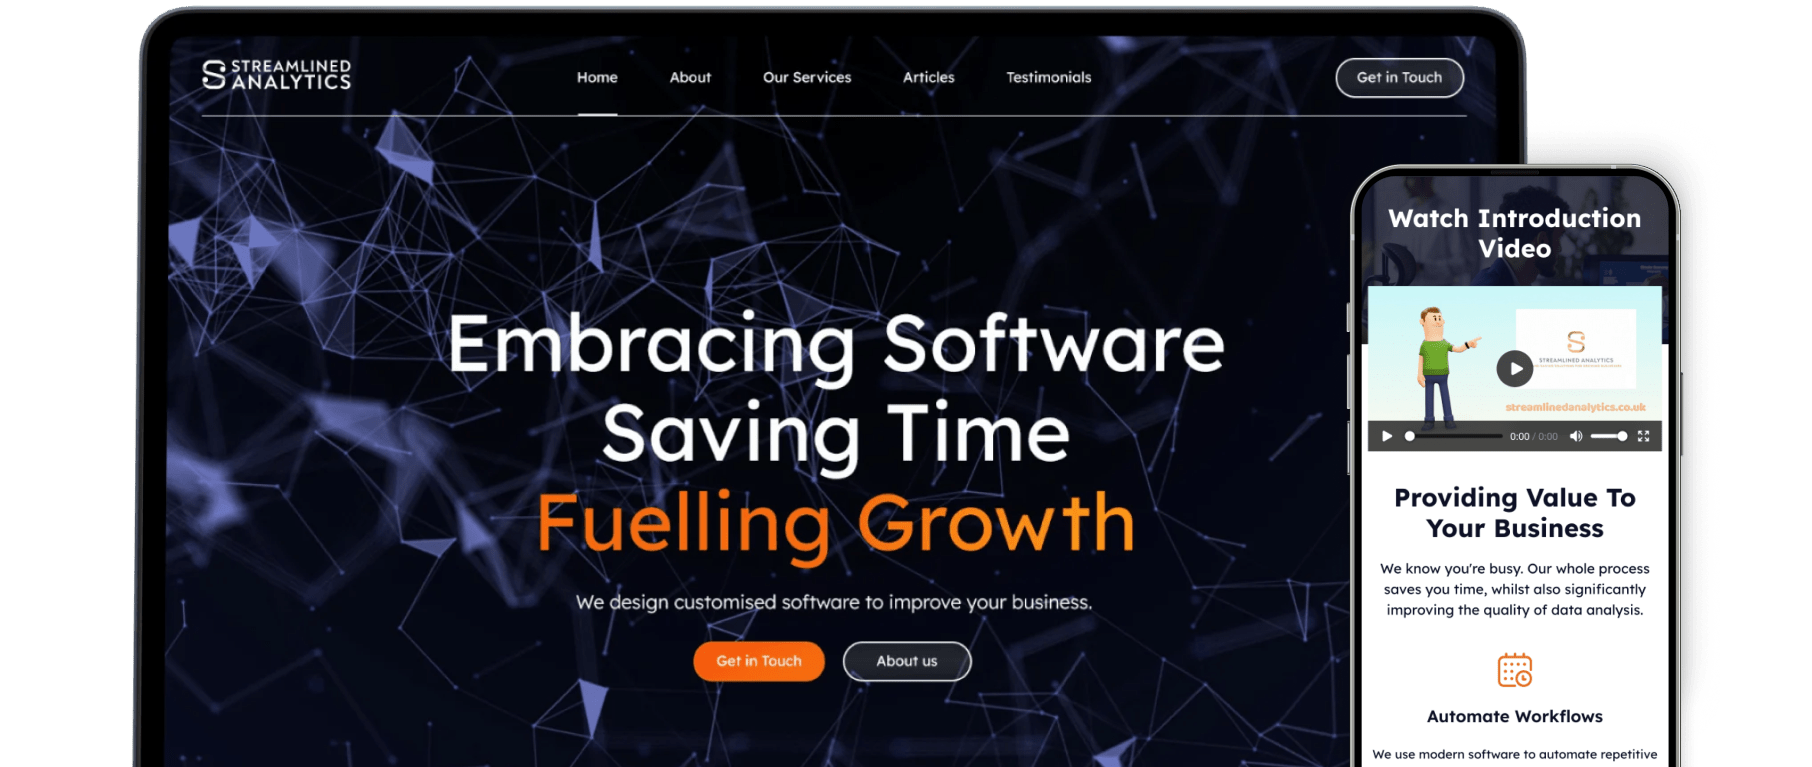 STREAMLINED
ANALYTICS
Home
About
Our Services
Articles
Testimonials
Get in Touch
Embracing Software
Saving Time
Fuelling Growth
We design customised software to improve your business.
Get in Touch
About us
Watch Introduction
Video
STREAMLINED ANALYTICS
streamlinedanalytics.co.uk
0:00 / 0:00
Providing Value To
Your Business
We know you're busy. Our whole process
saves you time, whilst also significantly
improving the quality of data analysis.
Automate Workflows
We use modern software to automate repetitive